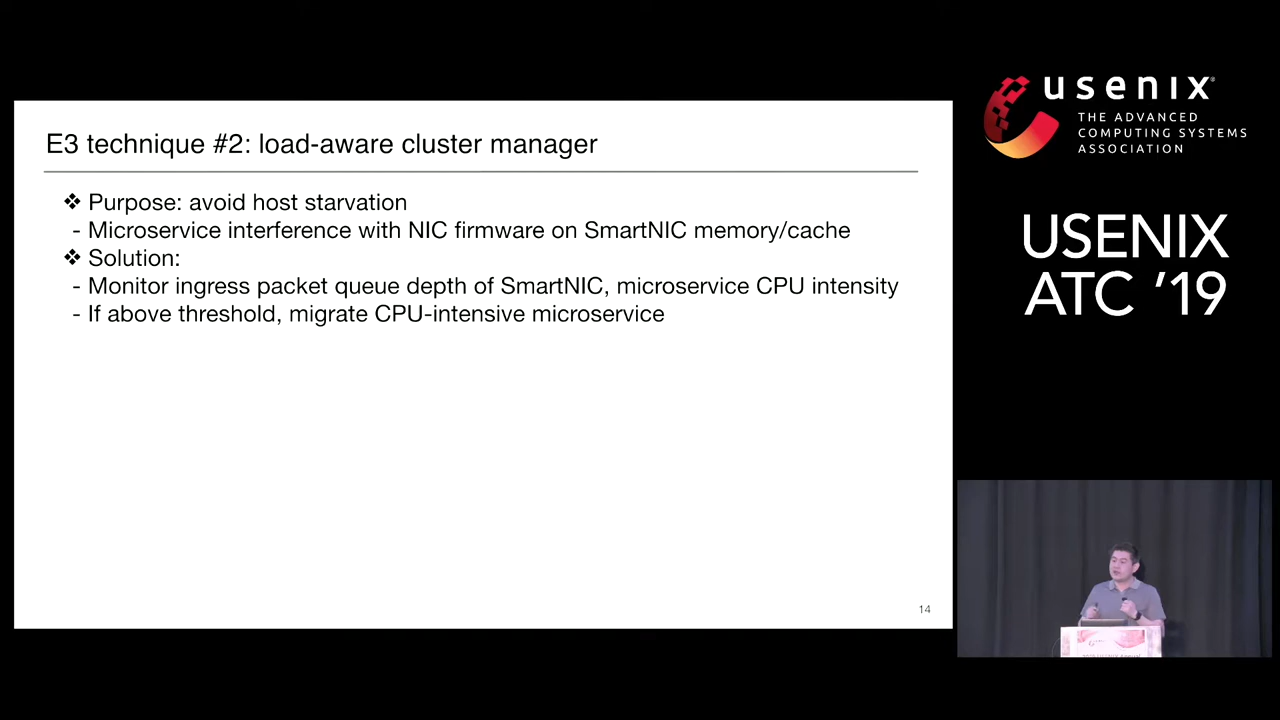 E3 technique #2: load-aware cluster manager
❖ Purpose: avoid host starvation
- Microservice interference with NIC firmware on SmartNIC memory/cache
❖ Solution:
- Monitor ingress packet queue depth of SmartNIC, microservice CPU intensity
- If above threshold, migrate CPU-intensive microservice
14
usenix
THE ADVANCED
COMPUTING SYSTEMS
ASSOCIATION
USENIX
ATC '19